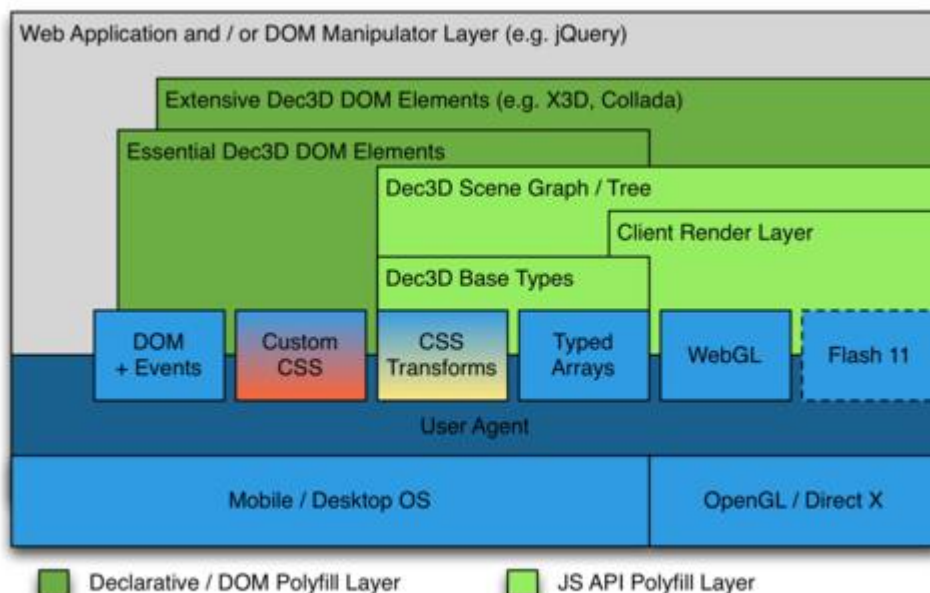 Web Application and / or DOM Manipulator Layer (e.g. jQuery)
Extensive Dec3D DOM Elements (e.g. X3D, Collada)
Essential Dec3D DOM Elements
Dec3D Scene Graph / Tree
Client Render Layer
Dec3D Base Types
DOM
+ Events
Custom
CSS
CSS
Transforms
Typed
Arrays
WebGL
Flash 11
User Agent
Mobile / Desktop OS
OpenGL / Direct X
Declarative / DOM Polyfill Layer
JS API Polyfill Layer